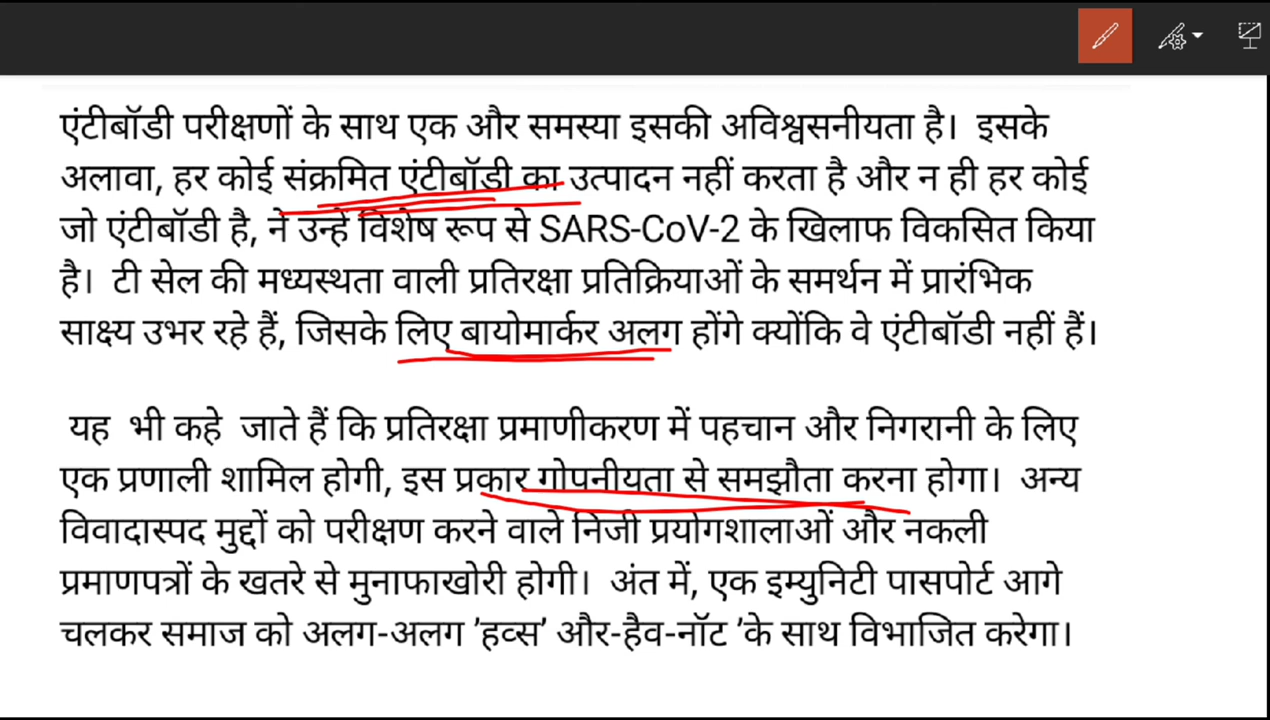 एंटीबॉडी परीक्षणों के साथ एक और समस्या इसकी अविश्वसनीयता है। इसके
अलावा, हर कोई संक्रमित एंटीबॉडी का उत्पादन नहीं करता है और न ही हर कोई
जो एंटीबॉडी है, ने उन्हें विशेष रूप से SARS-CoV-2 के खिलाफ विकसित किया
है। टी सेल की मध्यस्थता वाली प्रतिरक्षा प्रतिक्रियाओं के समर्थन में प्रारंभिक
साक्ष्य उभर रहे हैं, जिसके लिए बायोमार्कर अलग होंगे क्योंकि वे एंटीबॉडी नहीं हैं।
यह भी कहे जाते हैं कि प्रतिरक्षा प्रमाणीकरण में पहचान और निगरानी के लिए
एक प्रणाली शामिल होगी, इस प्रकार गोपनीयता से समझौता करना होगा। अन्य
विवादास्पद मुद्दों को परीक्षण करने वाले निजी प्रयोगशालाओं और नकली
प्रमाणपत्रों के खतरे से मुनाफाखोरी होगी। अंत में, एक इम्युनिटी पासपोर्ट आगे
चलकर समाज को अलग-अलग 'हव्स' और-हैव-नॉट 'के साथ विभाजित करेगा।